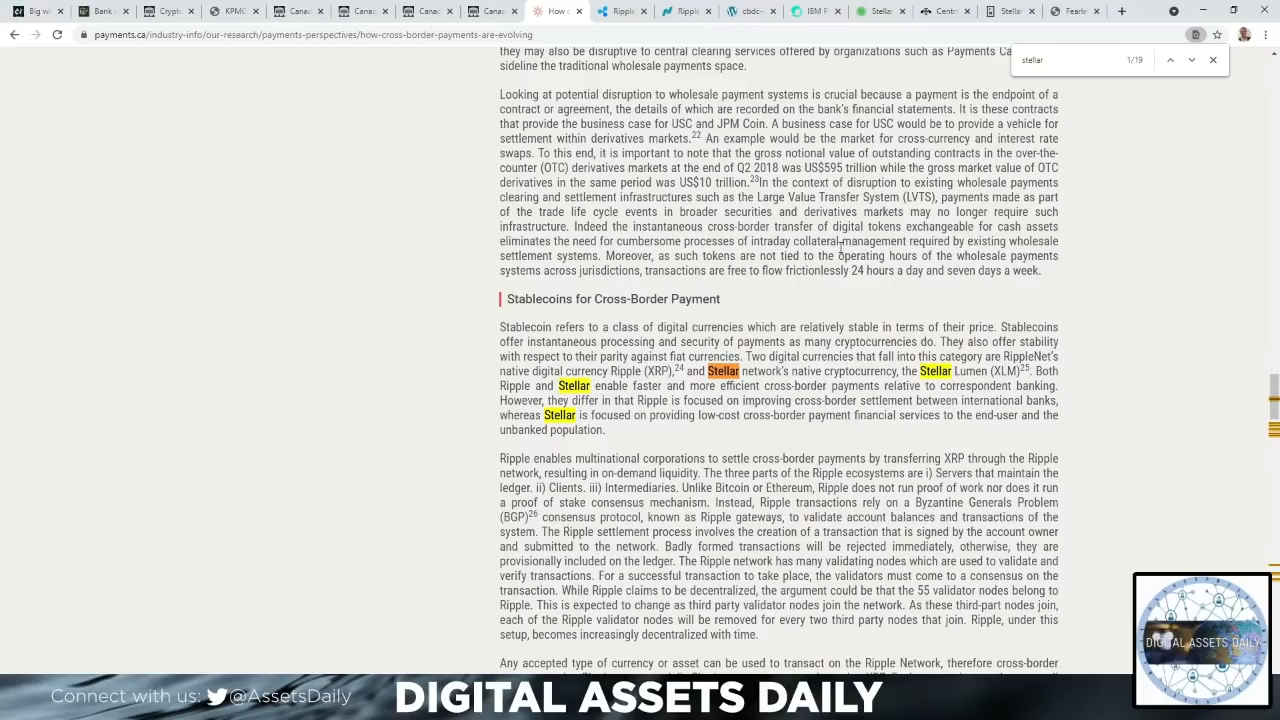 Big wi
Bank
Crypto
KPMG
Canad
Canad
Canad
Canad
How c
Ripple
Ripple
cbdc-
IBM P
Stellar
Centr
Stellar
Fearle
payments.ca/industry-info/our-research/payments-perspectives/how-cross-border-payments-are-evolving
stellar 1/19
they may also be disruptive to central clearing services offered by organizations such as Payments Ca
sideline the traditional wholesale payments space.
Looking at potential disruption to wholesale payment systems is crucial because a payment is the endpoint of a
contract or agreement, the details of which are recorded on the bank's financial statements. It is these contracts
that provide the business case for USC and JPM Coin. A business case for USC would be to provide a vehicle for
settlement within derivatives markets.22 An example would be the market for cross-currency and interest rate
swaps. To this end, it is important to note that the gross notional value of outstanding contracts in the over-the-
counter (OTC) derivatives markets at the end of Q2 2018 was US$595 trillion while the gross market value of OTC
derivatives in the same period was US$10 trillion.23In the context of disruption to existing wholesale payments
clearing and settlement infrastructures such as the Large Value Transfer System (LVTS), payments made as part
of the trade life cycle events in broader securities and derivatives markets may no longer require such
infrastructure. Indeed the instantaneous cross-border transfer of digital tokens exchangeable for cash assets
eliminates the need for cumbersome processes of intraday collateral management required by existing wholesale
settlement systems. Moreover, as such tokens are not tied to the operating hours of the wholesale payments
systems across jurisdictions, transactions are free to flow frictionlessly 24 hours a day and seven days a week.
Stablecoins for Cross-Border Payment
Stablecoin refers to a class of digital currencies which are relatively stable in terms of their price. Stablecoins
offer instantaneous processing and security of payments as many cryptocurrencies do. They also offer stability
with respect to their parity against fiat currencies. Two digital currencies that fall into this category are RippleNet's
native digital currency Ripple (XRP),24 and Stellar network's native cryptocurrency, the Stellar Lumen (XLM)25. Both
Ripple and Stellar enable faster and more efficient cross-border payments relative to correspondent banking.
However, they differ in that Ripple is focused on improving cross-border settlement between international banks,
whereas Stellar is focused on providing low-cost cross-border payment financial services to the end-user and the
unbanked population.
Ripple enables multinational corporations to settle cross-border payments by transferring XRP through the Ripple
network, resulting in on-demand liquidity. The three parts of the Ripple ecosystems are i) Servers that maintain the
ledger. ii) Clients. iii) Intermediaries. Unlike Bitcoin or Ethereum, Ripple does not run proof of work nor does it run
a proof of stake consensus mechanism. Instead, Ripple transactions rely on a Byzantine Generals Problem
(BGP)26 consensus protocol, known as Ripple gateways, to validate account balances and transactions of the
system. The Ripple settlement process involves the creation of a transaction that is signed by the account owner
and submitted to the network. Badly formed transactions will be rejected immediately, otherwise, they are
provisionally included on the ledger. The Ripple network has many validating nodes which are used to validate and
verify transactions. For a successful transaction to take place, the validators must come to a consensus on the
transaction. While Ripple claims to be decentralized, the argument could be that the 55 validator nodes belong to
Ripple. This is expected to change as third party validator nodes join the network. As these third-part nodes join,
each of the Ripple validator nodes will be removed for every two third party nodes that join. Ripple, under this
setup, becomes increasingly decentralized with time.
Any accepted type of currency or asset can be used to transact on the Ripple Network, therefore cross-border
DIGITAL ASSETS DAILY
Connect with us: @AssetsDaily
DIGITAL ASSETS DAILY